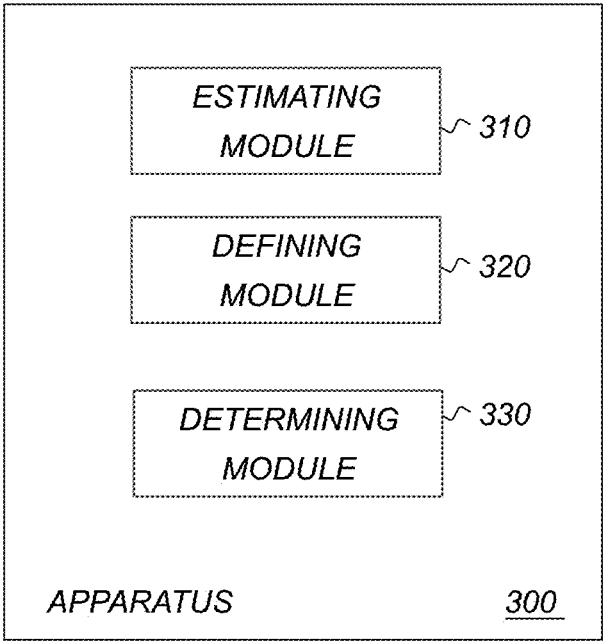 ESTIMATING
MODULE
310
DEFINING
MODULE
320
DETERMINING
MODULE
330
APPARATUS
300